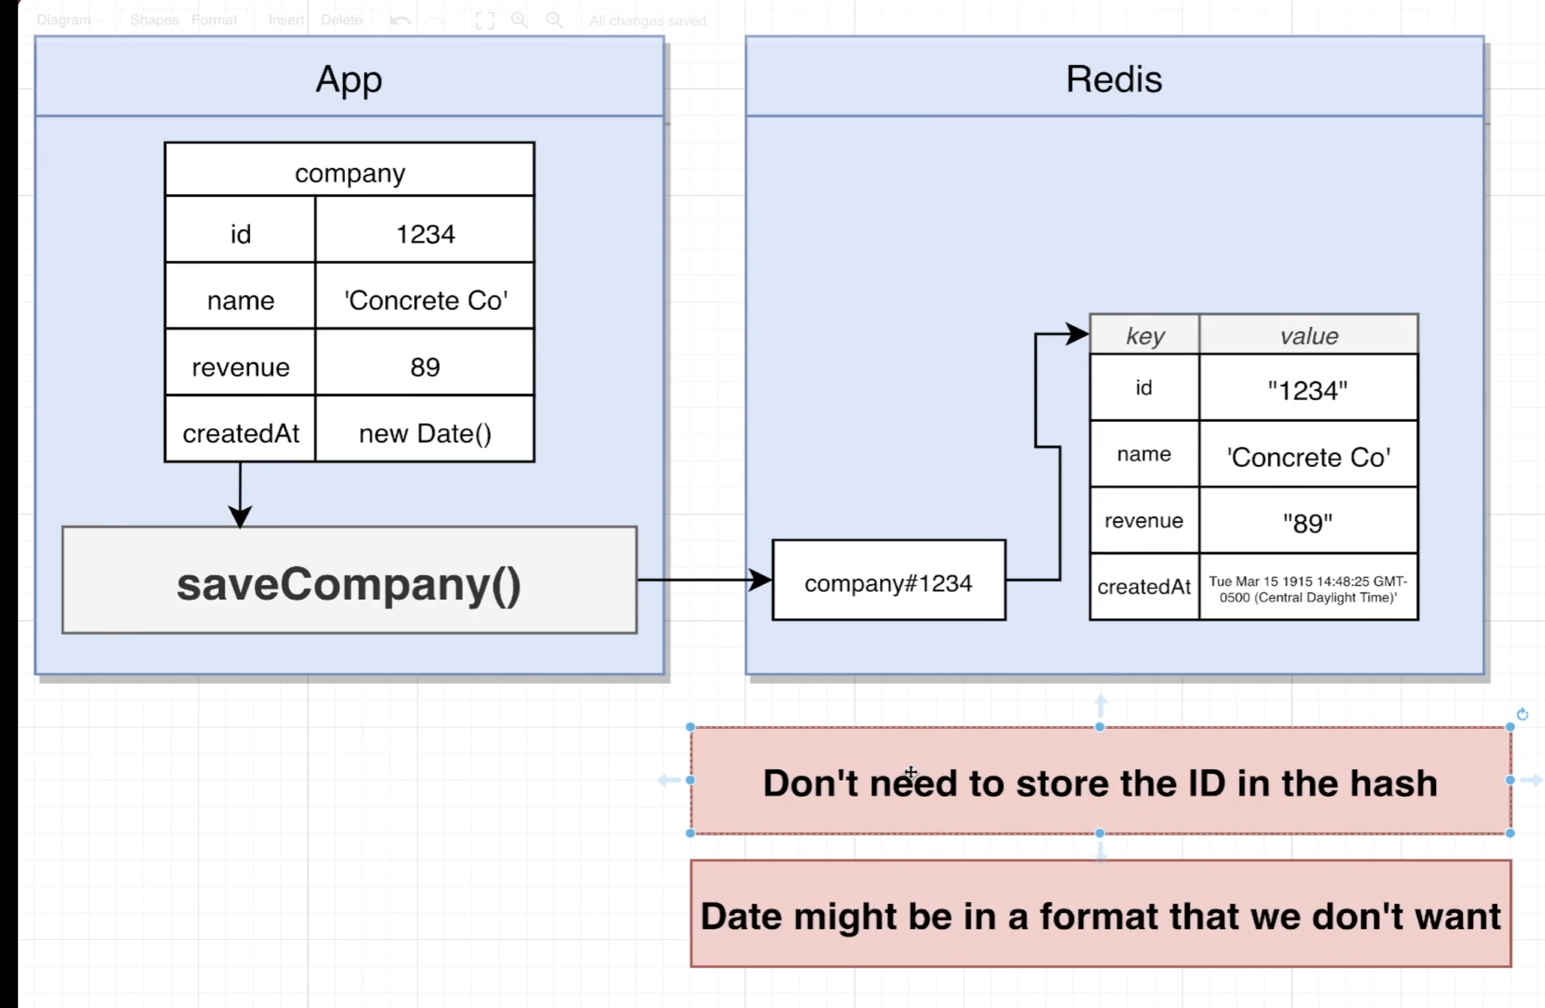 Diagram Shapes Format Insert Delete All changes saved
App
company
id 1234
name 'Concrete Co'
revenue 89
createdAt new Date()
saveCompany()
Redis
company#1234
key value
id "1234"
name 'Concrete Co'
revenue "89"
createdAt Tue Mar 15 1915 14:48:25 GMT-
0500 (Central Daylight Time)'
Don't need to store the ID in the hash
Date might be in a format that we don't want